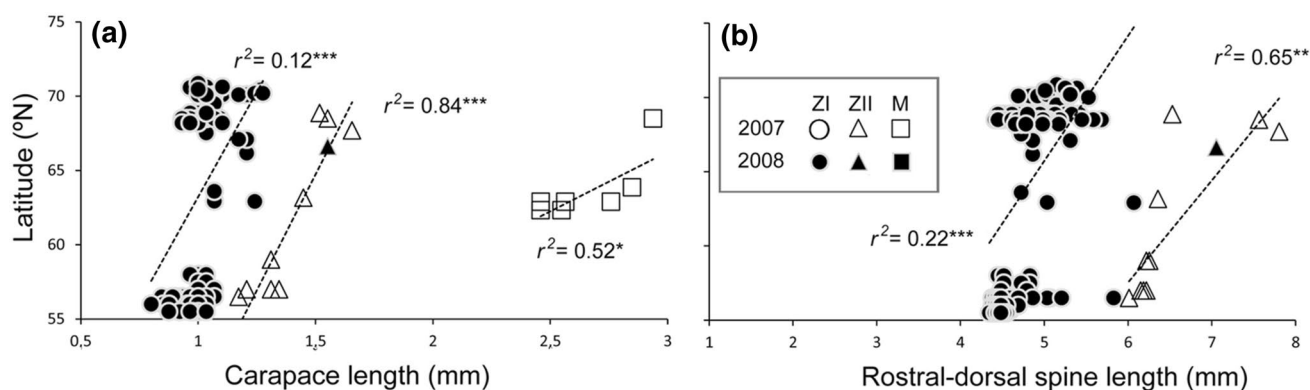 (a)
75
70
65
60
55
Latitude (ºN)
r²= 0.12***
r²= 0.84***
r²= 0.52*
0,5 1 1,5 2 2,5 3
Carapace length (mm)
(b)
r²= 0.65**
ZI ZII M
2007
2008
r²= 0.22***
1 2 3 4 5 6 7 8
Rostral-dorsal spine length (mm)